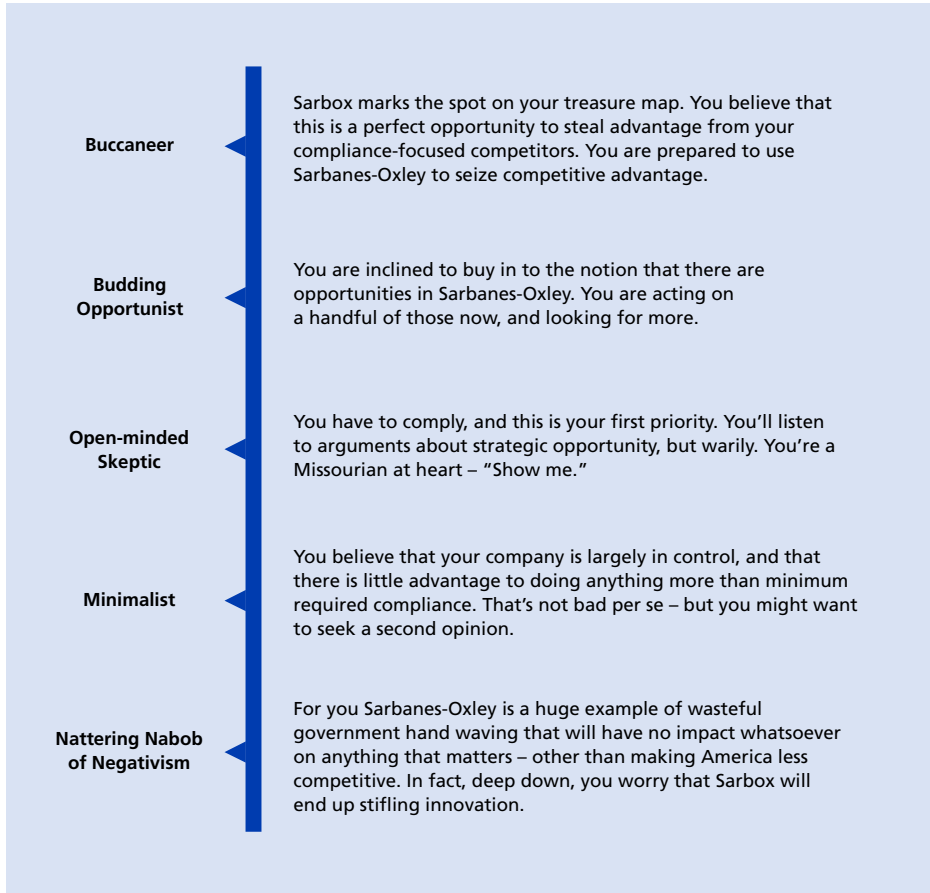 Buccaneer
Sarbox marks the spot on your treasure map. You believe that
this is a perfect opportunity to steal advantage from your
compliance-focused competitors. You are prepared to use
Sarbanes-Oxley to seize competitive advantage.
Budding
Opportunist
You are inclined to buy in to the notion that there are
opportunities in Sarbanes-Oxley. You are acting on
a handful of those now, and looking for more.
Open-minded
Skeptic
You have to comply, and this is your first priority. You’ll listen
to arguments about strategic opportunity, but warily. You’re a
Missourian at heart – “Show me.”
Minimalist
You believe that your company is largely in control, and that
there is little advantage to doing anything more than minimum
required compliance. That’s not bad per se – but you might want
to seek a second opinion.
Nattering Nabob
of Negativism
For you Sarbanes-Oxley is a huge example of wasteful
government hand waving that will have no impact whatsoever
on anything that matters – other than making America less
competitive. In fact, deep down, you worry that Sarbox will
end up stifling innovation.